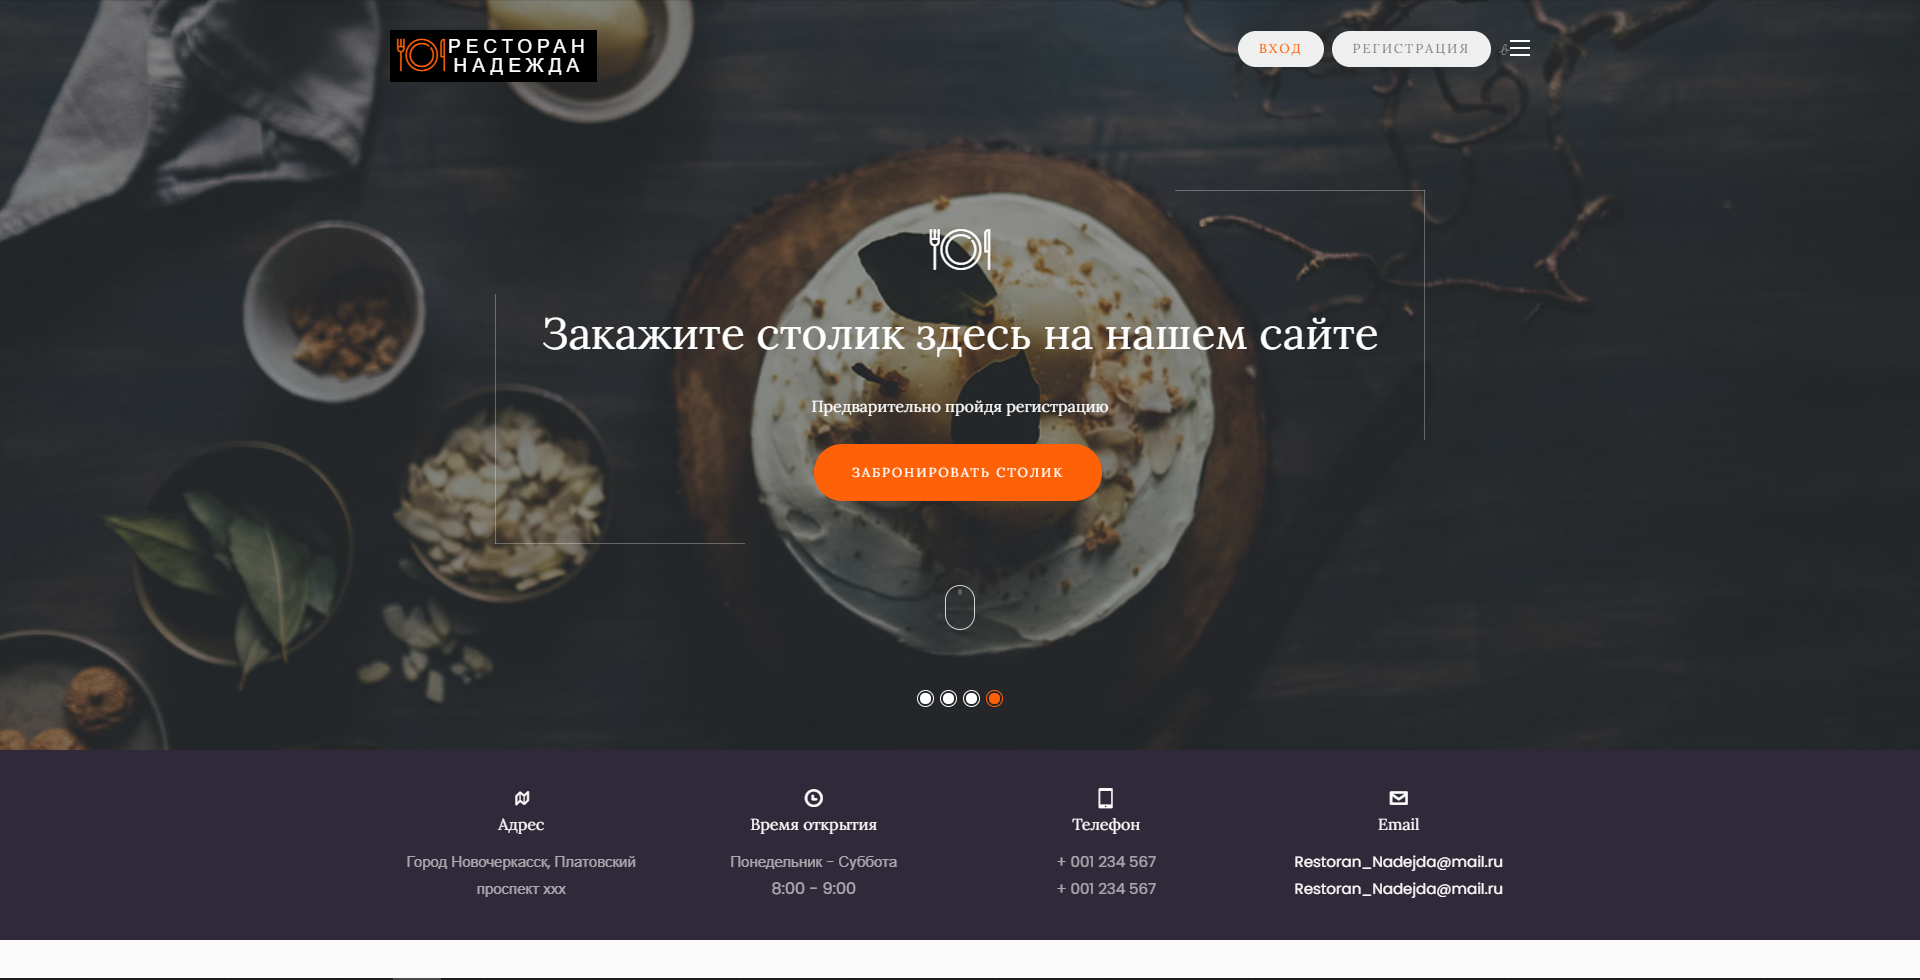 РЕСТОРАН
НАДЕЖДА
ВХОД
РЕГИСТРАЦИЯ
в
Закажите столик здесь на нашем сайте
Предварительно пройдя регистрацию
ЗАБРОНИРОВАТЬ СТОЛИК
Адрес
Город Новочеркасск, Платовский
проспект xxx
Время открытия
Понедельник - Суббота
8:00 - 9:00
Телефон
+ 001 234 567
+ 001 234 567
Email
Restoran_Nadejda@mail.ru
Restoran_Nadejda@mail.ru